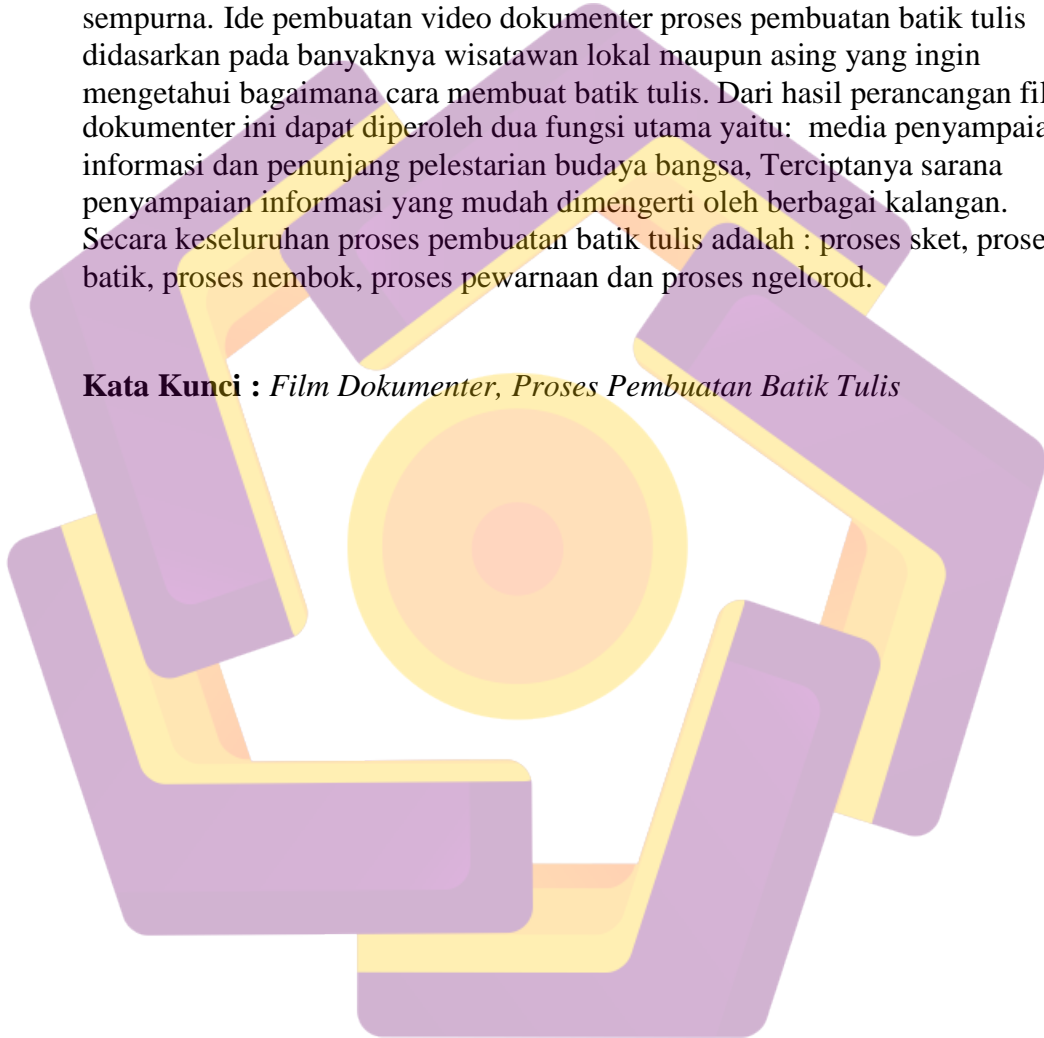 sempurna. Ide pembuatan video dokumenter proses pembuatan batik tulis
didasarkan pada banyaknya wisatawan lokal maupun asing yang ingin
mengetahui bagaimana cara membuat batik tulis. Dari hasil perancangan fil
dokumenter ini dapat diperoleh dua fungsi utama yaitu: media penyampaia
informasi dan penunjang pelestarian budaya bangsa, Terciptanya sarana
penyampaian informasi yang mudah dimengerti oleh berbagai kalangan.
Secara keseluruhan proses pembuatan batik tulis adalah : proses sket, prose
batik, proses nembok, proses pewarnaan dan proses ngelorod.
Kata Kunci : Film Dokumenter, Proses Pembuatan Batik Tulis